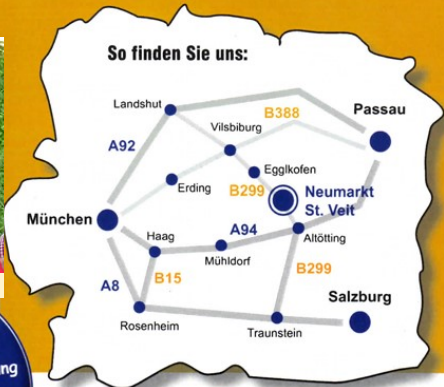 So finden Sie uns:
Landshut
B388
Passau
Vilsbiburg
A92
Egglkofen
Erding
B299
Neumarkt
St. Veit
München
A94
Haag
Altötting
Mühldorf
B15
B299
A8
Salzburg
Rosenheim
Traunstein
ng